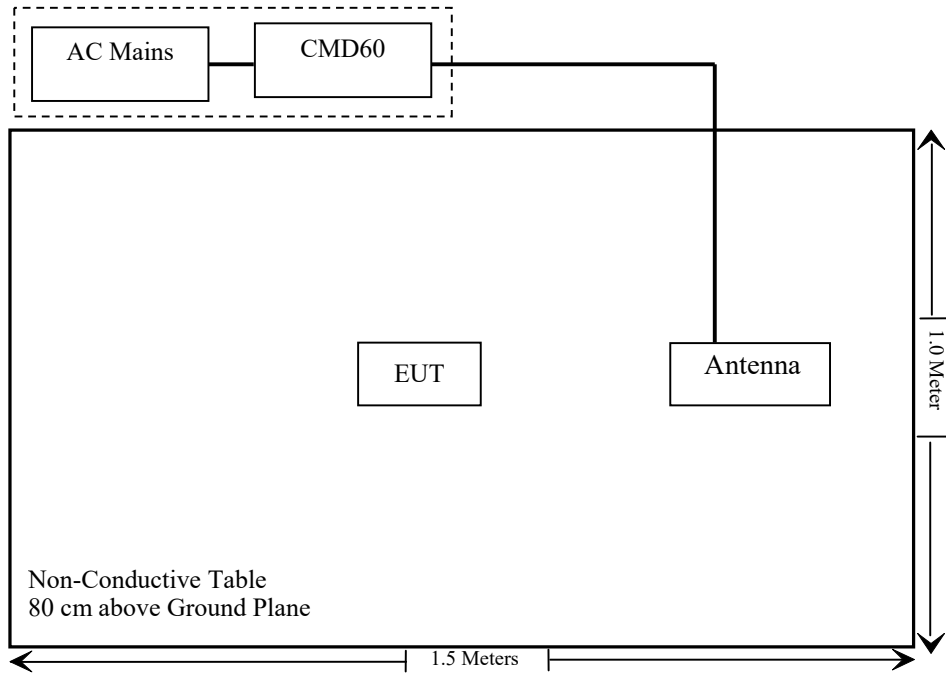 AC Mains
CMD60
EUT
Antenna
1.0 Meter
Non-Conductive Table
80 cm above Ground Plane
1.5 Meters